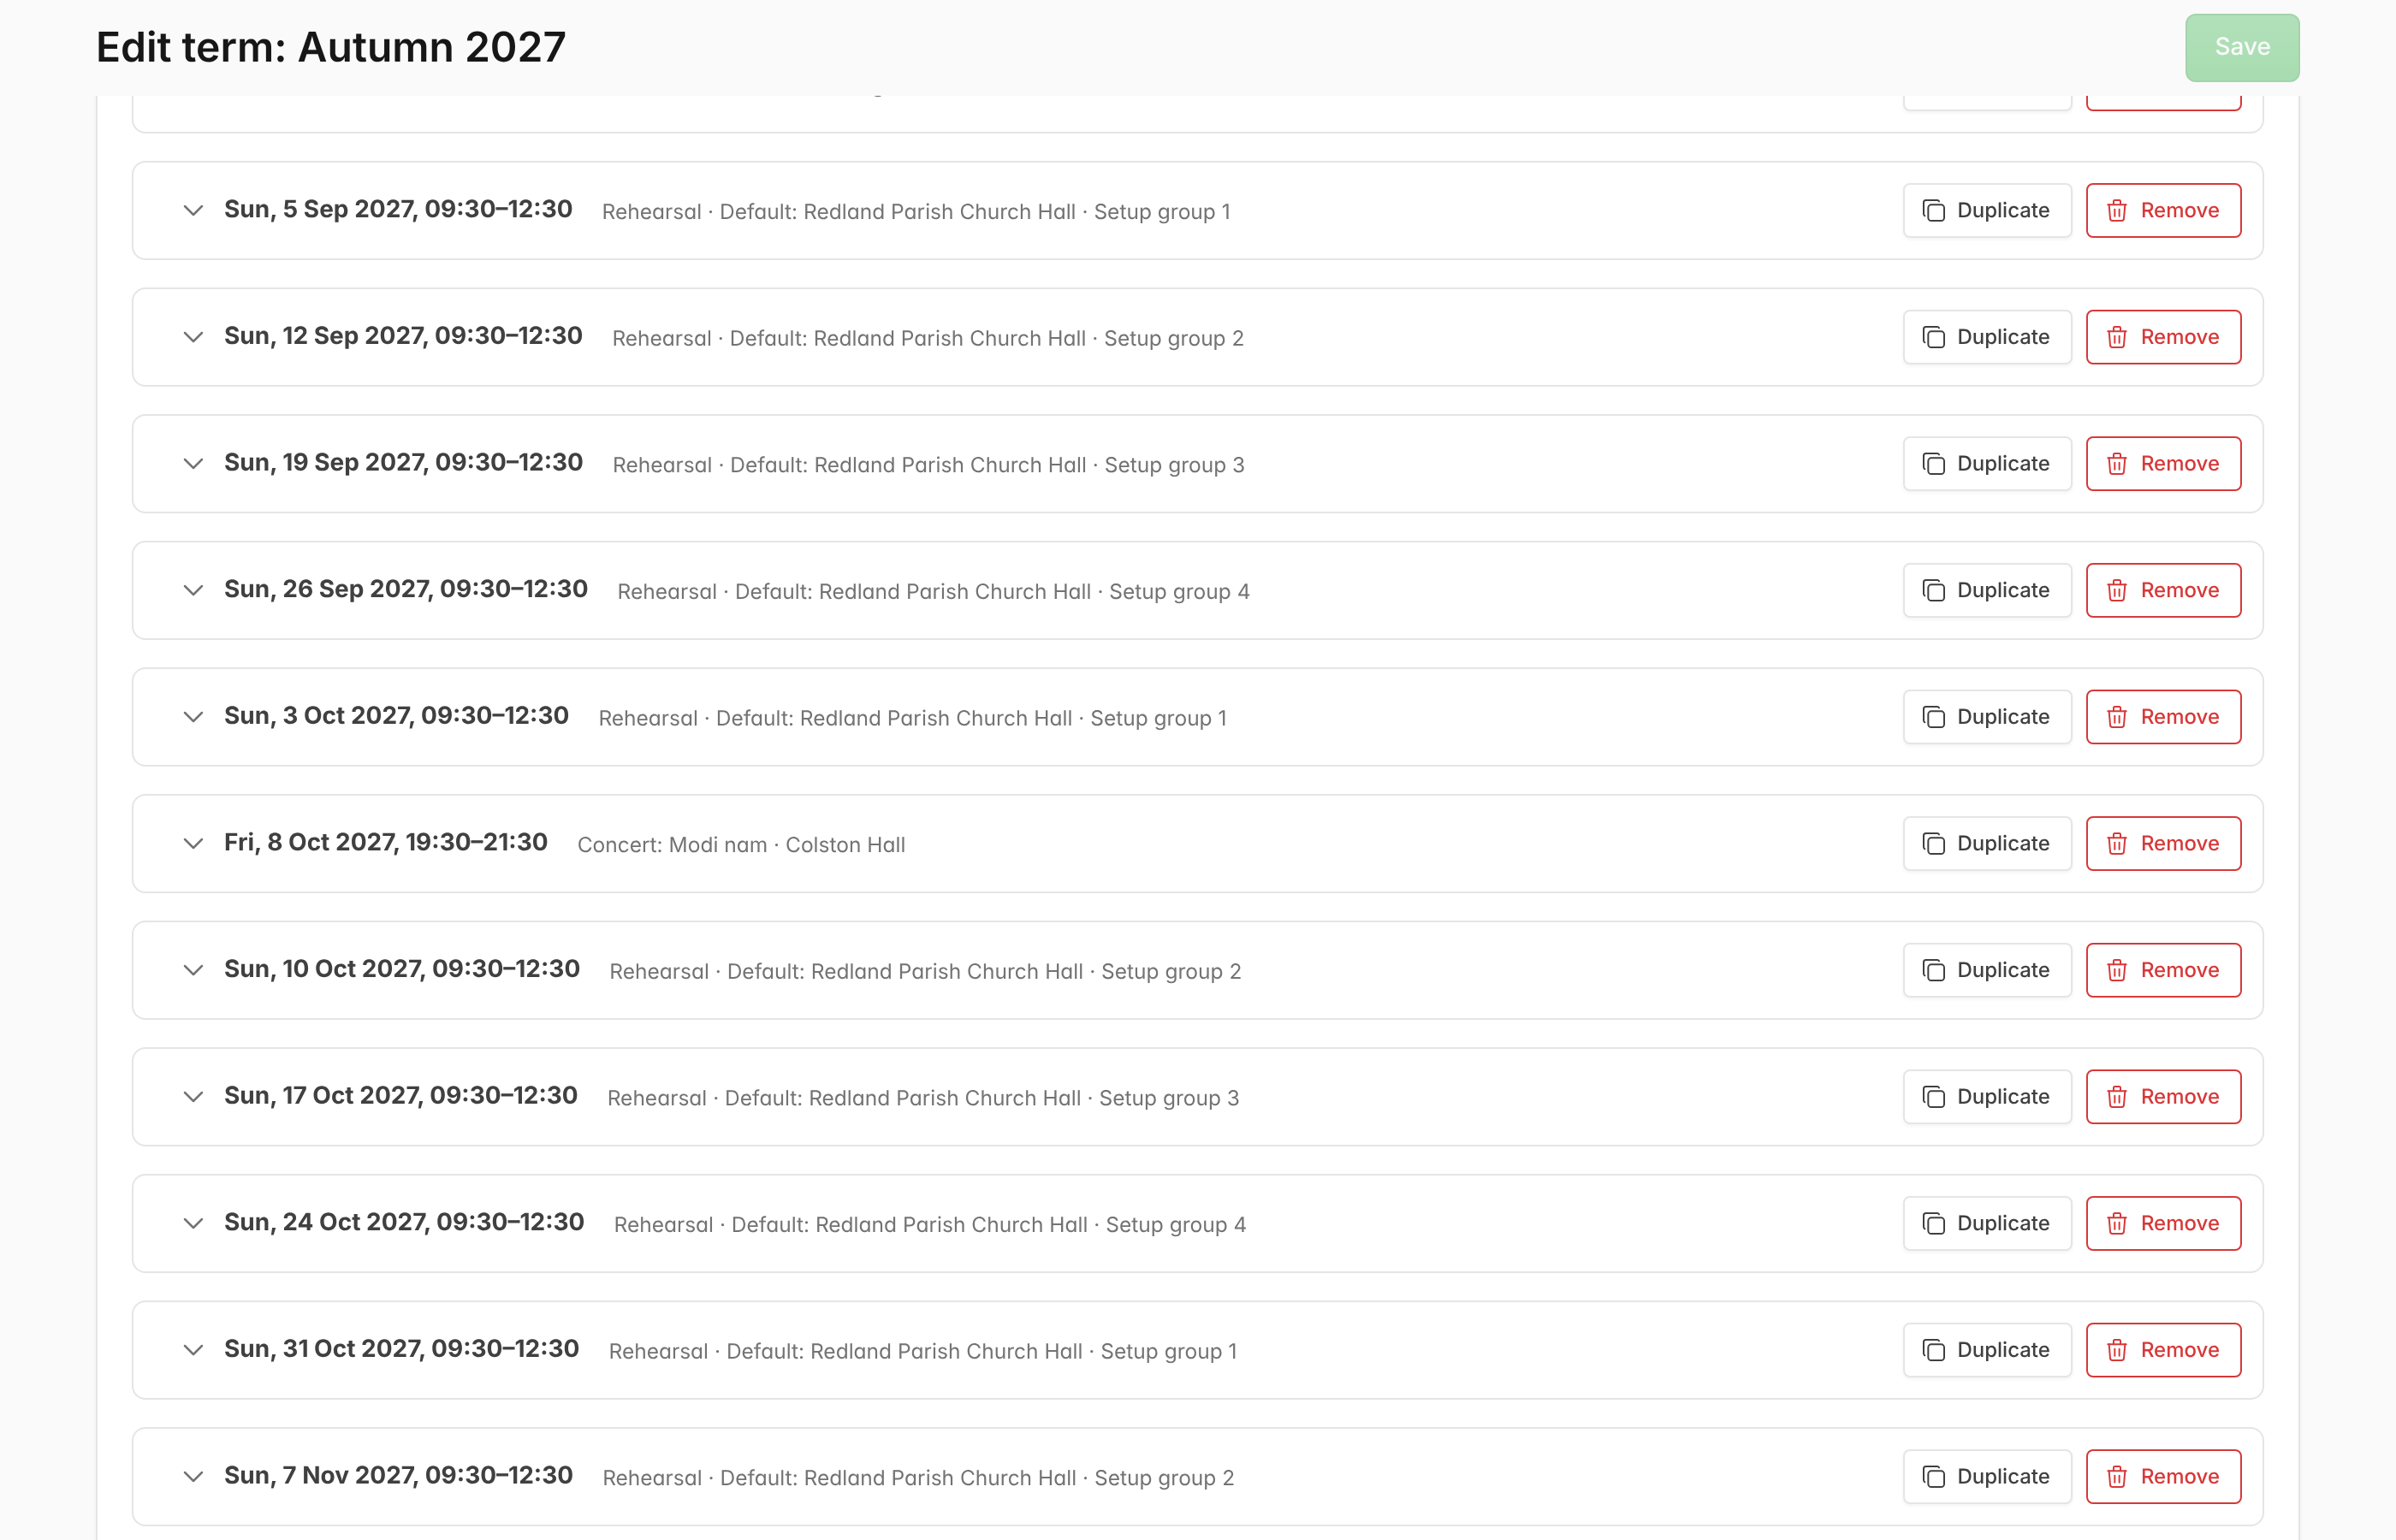 Edit term: Autumn 2027
Save
Sun, 5 Sep 2027, 09:30–12:30 Rehearsal · Default: Redland Parish Church Hall · Setup group 1 Duplicate Remove
Sun, 12 Sep 2027, 09:30–12:30 Rehearsal · Default: Redland Parish Church Hall · Setup group 2 Duplicate Remove
Sun, 19 Sep 2027, 09:30–12:30 Rehearsal · Default: Redland Parish Church Hall · Setup group 3 Duplicate Remove
Sun, 26 Sep 2027, 09:30–12:30 Rehearsal · Default: Redland Parish Church Hall · Setup group 4 Duplicate Remove
Sun, 3 Oct 2027, 09:30–12:30 Rehearsal · Default: Redland Parish Church Hall · Setup group 1 Duplicate Remove
Fri, 8 Oct 2027, 19:30–21:30 Concert: Modi nam · Colston Hall Duplicate Remove
Sun, 10 Oct 2027, 09:30–12:30 Rehearsal · Default: Redland Parish Church Hall · Setup group 2 Duplicate Remove
Sun, 17 Oct 2027, 09:30–12:30 Rehearsal · Default: Redland Parish Church Hall · Setup group 3 Duplicate Remove
Sun, 24 Oct 2027, 09:30–12:30 Rehearsal · Default: Redland Parish Church Hall · Setup group 4 Duplicate Remove
Sun, 31 Oct 2027, 09:30–12:30 Rehearsal · Default: Redland Parish Church Hall · Setup group 1 Duplicate Remove
Sun, 7 Nov 2027, 09:30–12:30 Rehearsal · Default: Redland Parish Church Hall · Setup group 2 Duplicate Remove